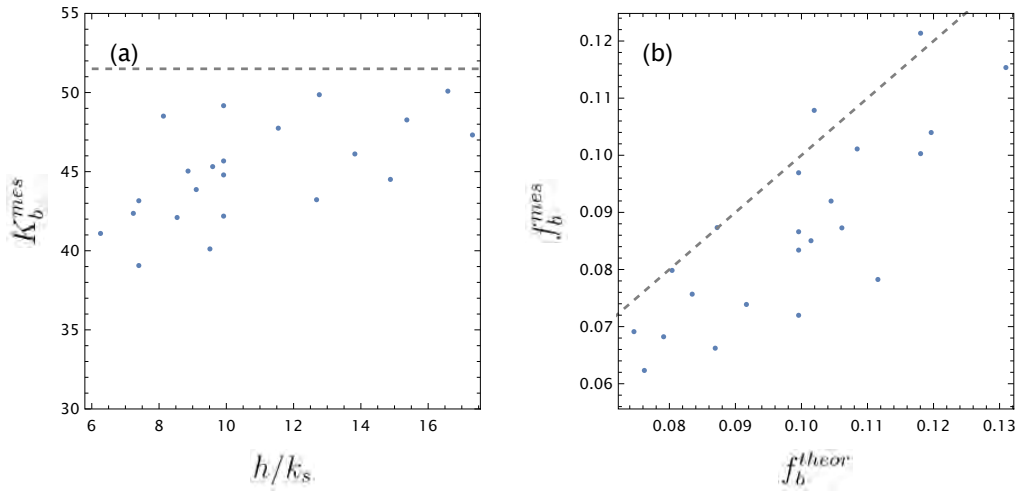 (a)
55
50
45
40
35
30
K_b^{mes}
6 8 10 12 14 16
h/k_s
(b)
0.12
0.11
0.10
0.09
0.08
0.07
0.06
f_b^{mes}
0.08 0.09 0.10 0.11 0.12 0.13
f_b^{theor}